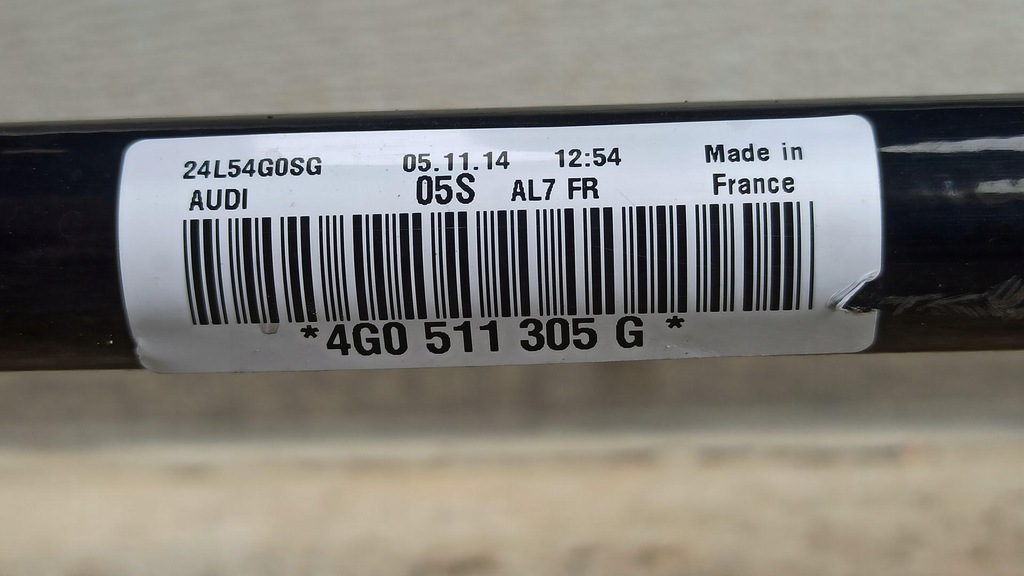 24L54G0SG 05.11.14 12:54 Made in
AUDI 05S AL7 FR France
*4G0 511 305 G *